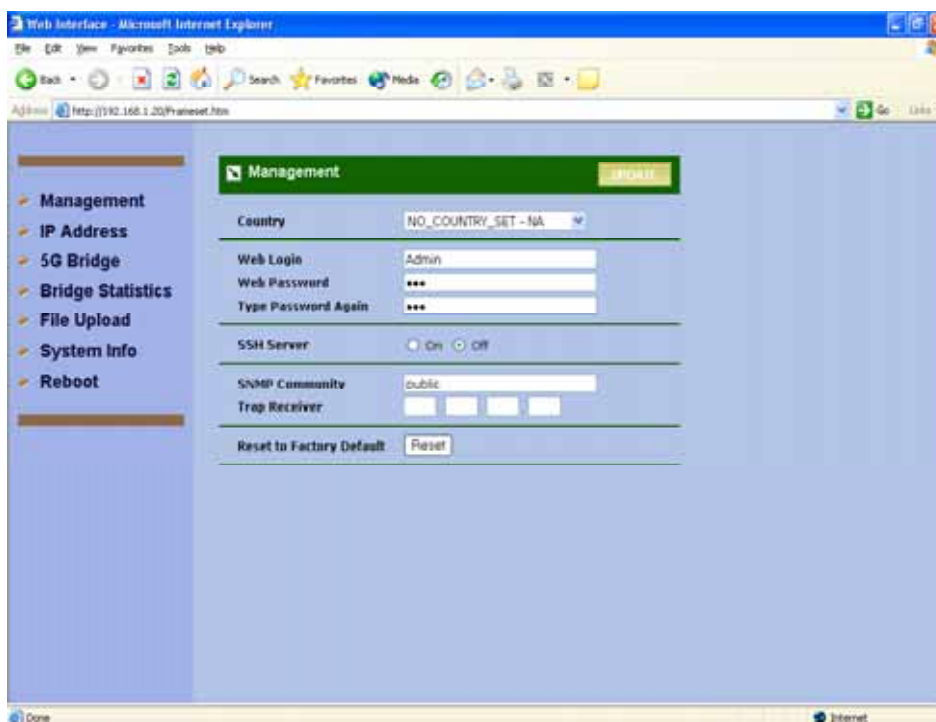 Web Interface - Microsoft Internet Explorer
File Edit View Favorites Tools Help
Back Search Favorites Media
Address http://192.168.1.20/Frameset.htm Go Links
Management UPDATE
Management
IP Address
5G Bridge
Bridge Statistics
File Upload
System Info
Reboot
Country NO_COUNTRY_SET - NA
Web Login Admin
Web Password •••
Type Password Again •••
SSH Server On Off
SNMP Community public
Trap Receiver
Reset to Factory Default Reset
Done Internet